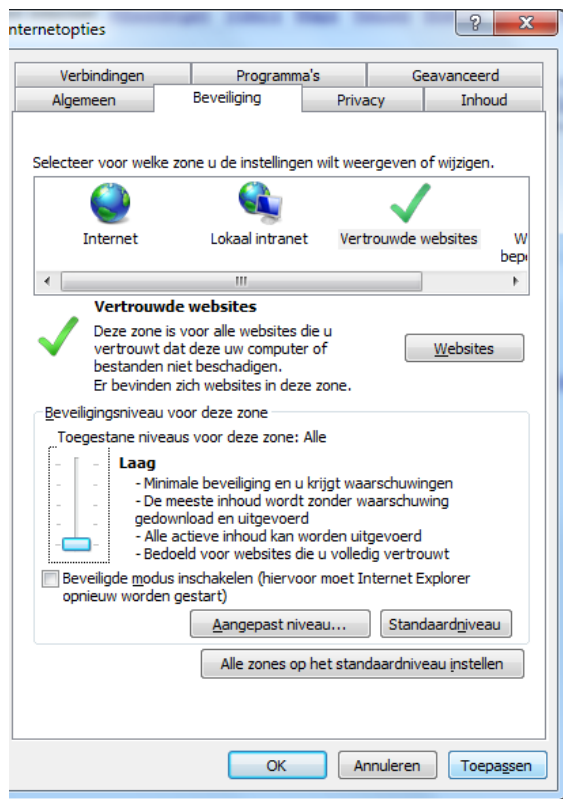 nternetopties
Verbindingen Programma's Geavanceerd
Algemeen Beveiliging Privacy Inhoud
Selecteer voor welke zone u de instellingen wilt weergeven of wijzigen.
Internet Lokaal intranet Vertrouwde websites W
bep
Vertrouwde websites
Deze zone is voor alle websites die u
vertrouwt dat deze uw computer of
bestanden niet beschadigen.
Er bevinden zich websites in deze zone.
Websites
Beveiligingsniveau voor deze zone
Toegestane niveaus voor deze zone: Alle
Laag
- Minimale beveiliging en u krijgt waarschuwingen
- De meeste inhoud wordt zonder waarschuwing
gedownload en uitgevoerd
- Alle actieve inhoud kan worden uitgevoerd
- Bedoeld voor websites die u volledig vertrouwt
Beveiligde modus inschakelen (hiervoor moet Internet Explorer
opnieuw worden gestart)
Aangepast niveau... Standaardniveau
Alle zones op het standaardniveau instellen
OK Annuleren Toepassen